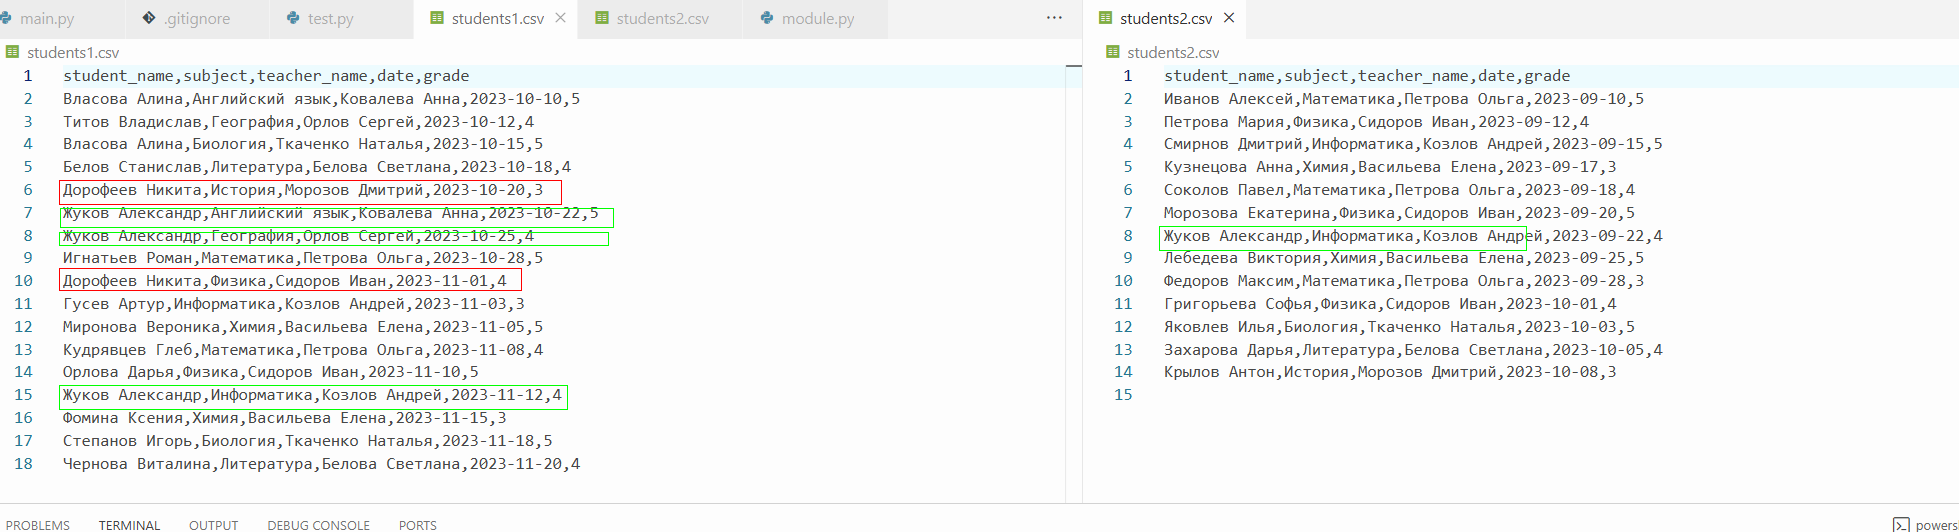 main.py .gitignore test.py students1.csv students2.csv module.py ···
students1.csv
1 student_name,subject,teacher_name,date,grade
2 Власова Алина,Английский язык,Ковалева Анна,2023-10-10,5
3 Титов Владислав,География,Орлов Сергей,2023-10-12,4
4 Власова Алина,Биология,Ткаченко Наталья,2023-10-15,5
5 Белов Станислав,Литература,Белова Светлана,2023-10-18,4
6 Дорофеев Никита,История,Морозов Дмитрий,2023-10-20,3
7 Жуков Александр,Английский язык,Ковалева Анна,2023-10-22,5
8 Жуков Александр,География,Орлов Сергей,2023-10-25,4
9 Игнатьев Роман,Математика,Петрова Ольга,2023-10-28,5
10 Дорофеев Никита,Физика,Сидоров Иван,2023-11-01,4
11 Гусев Артур,Информатика,Козлов Андрей,2023-11-03,3
12 Миронова Вероника,Химия,Васильева Елена,2023-11-05,5
13 Кудрявцев Глеб,Математика,Петрова Ольга,2023-11-08,4
14 Орлова Дарья,Физика,Сидоров Иван,2023-11-10,5
15 Жуков Александр,Информатика,Козлов Андрей,2023-11-12,4
16 Фомина Ксения,Химия,Васильева Елена,2023-11-15,3
17 Степанов Игорь,Биология,Ткаченко Наталья,2023-11-18,5
18 Чернова Виталина,Литература,Белова Светлана,2023-11-20,4
students2.csv
students2.csv
1 student_name,subject,teacher_name,date,grade
2 Иванов Алексей,Математика,Петрова Ольга,2023-09-10,5
3 Петрова Мария,Физика,Сидоров Иван,2023-09-12,4
4 Смирнов Дмитрий,Информатика,Козлов Андрей,2023-09-15,5
5 Кузнецова Анна,Химия,Васильева Елена,2023-09-17,3
6 Соколов Павел,Математика,Петрова Ольга,2023-09-18,4
7 Морозова Екатерина,Физика,Сидоров Иван,2023-09-20,5
8 Жуков Александр,Информатика,Козлов Андрей,2023-09-22,4
9 Лебедева Виктория,Химия,Васильева Елена,2023-09-25,5
10 Федоров Максим,Математика,Петрова Ольга,2023-09-28,3
11 Григорьева Софья,Физика,Сидоров Иван,2023-10-01,4
12 Яковлев Илья,Биология,Ткаченко Наталья,2023-10-03,5
13 Захарова Дарья,Литература,Белова Светлана,2023-10-05,4
14 Крылов Антон,История,Морозов Дмитрий,2023-10-08,3
15
PROBLEMS TERMINAL OUTPUT DEBUG CONSOLE PORTS powers